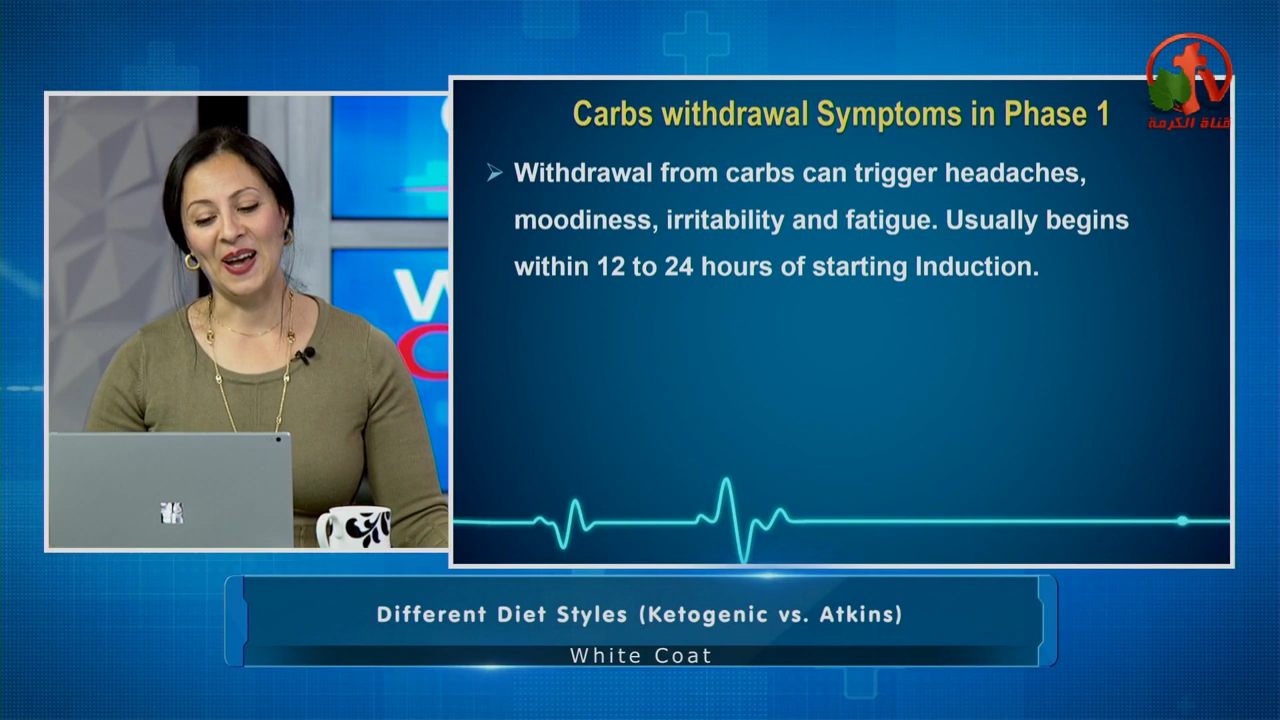 Carbs withdrawal Symptoms in Phase 1
Withdrawal from carbs can trigger headaches,
moodiness, irritability and fatigue. Usually begins
within 12 to 24 hours of starting Induction.
tv
قناة الكرمة
W
Different Diet Styles (Ketogenic vs. Atkins)
White Coat